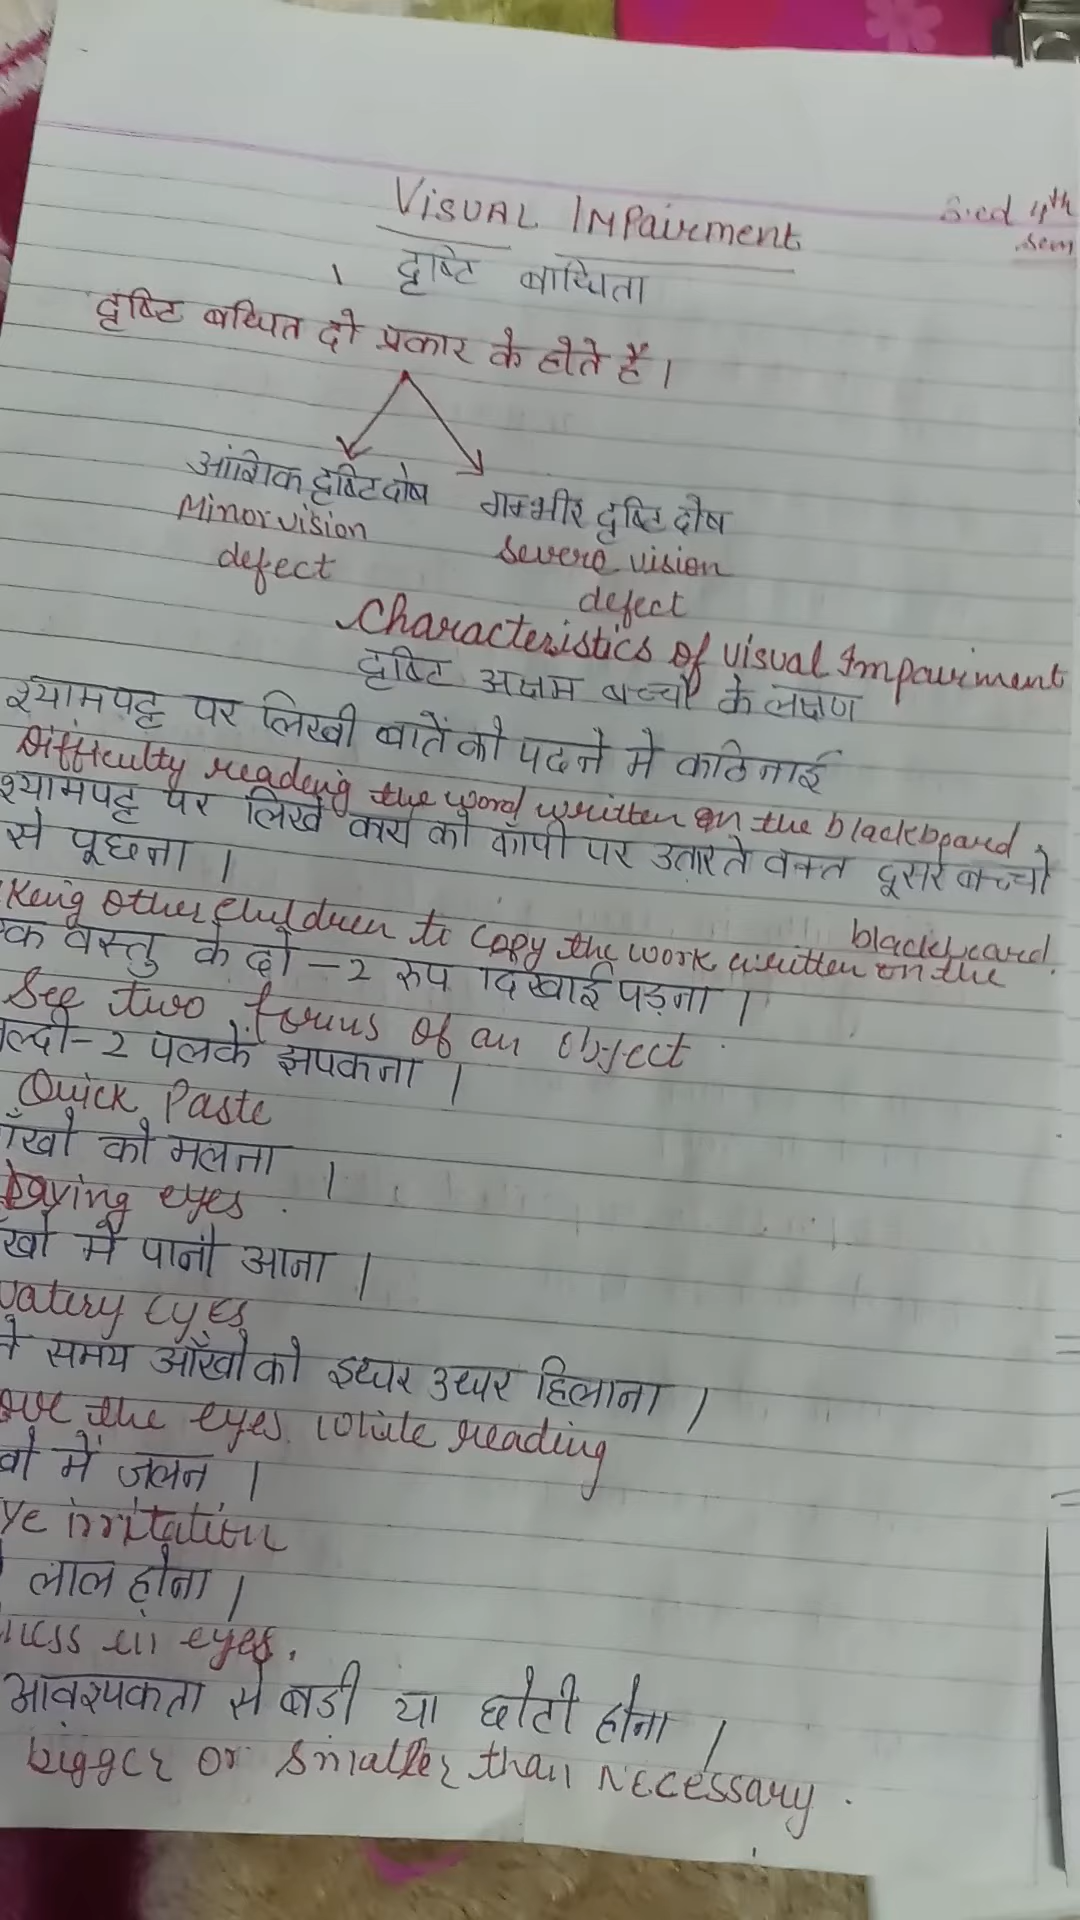 Visual Impairment
B.ed 4th sem
दृष्टि बाधिता
दृष्टि बधित दो प्रकार के होते हैं।
आंशिक दृष्टि दोष
गम्भीर दृष्टि दोष
Minor vision defect
severe vision defect
Characteristics of visual Impairment
दृष्टि अक्षम बच्चों के लक्षण
श्यामपट्ट पर लिखी बातें को पढने मे कठिनाई
Difficulty reading the word written on the blackboard.
श्यामपट्ट पर लिखे कार्य को कॉपी पर उतारते वक्त दूसरे बच्चो
से पूछना ।
other children to copy the work written on the blackboard.
वस्तु के दो-2 रुप दिखाई पड़ना ।
See two forms of an object.
-2 पलके झपकना ।
Quick Paste
को मलना ।
eyes.
मे पानी आना ।
eyes
समय आँखो को इधर उधर हिलाना ।
the eyes while reading
में जलन ।
irritation
लाल होना ।
in eyes.
आवश्यकता से बडी या छोटी होना ।
bigger or smaller than necessary.